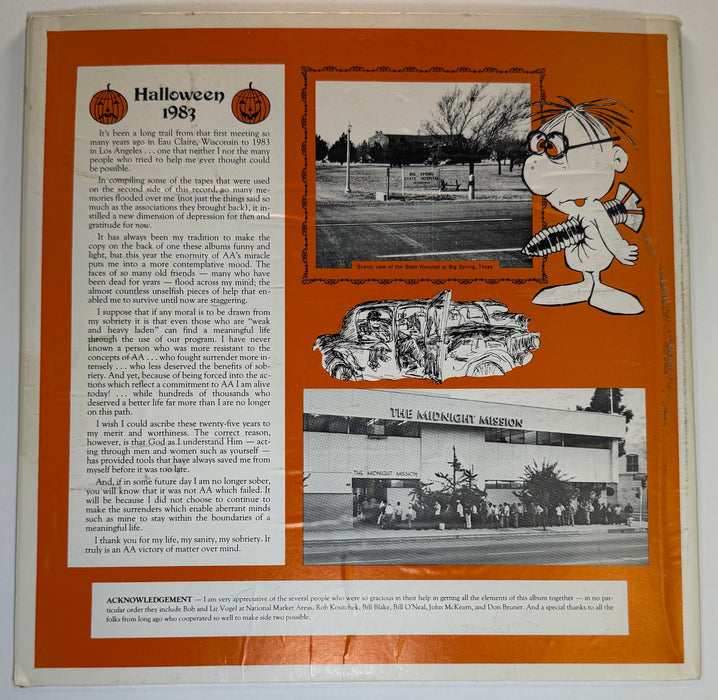 Halloween
1983
It's been a long trail from that first meeting so
many years ago in Eau Claire, Wisconsin to 1983
in Los Angeles . . . one that neither I nor the many
people who tried to help me ever thought could
be possible.
In compiling some of the tapes that were used
on the second side of this record, so many me-
mories flooded over me (not just the things said so
much as the associations they brought back), it in-
stilled a new dimension of depression for then and
gratitude for now.
It has always been my tradition to make the
copy on the back of one these albums funny and
light, but this year the enormity of AA's miracle
puts me into a more contemplative mood. The
faces of so many old friends — many who have
been dead for years — flood across my mind; the
almost countless unselfish pieces of help that en-
abled me to survive until now are staggering.
I suppose that if any moral is to be drawn from
my sobriety it is that even those who are "weak
and heavy laden" can find a meaningful life
through the use of our program. I have never
known a person who was more resistant to the
concepts of AA . . . who fought surrender more in-
tensely . . . who less deserved the benefits of sob-
riety. And yet, because of being forced into the ac-
tions which reflect a commitment to AA I am alive
today! . . . while hundreds of thousands who
deserved a better life far more than I are no longer
on this path.
I wish I could ascribe these twenty-five years to
my merit and worthiness. The correct reason,
however, is that God as I understand Him — act-
ing through men and women such as yourself —
has provided tools that have always saved me from
myself before it was too late.
And, if in some future day I am no longer sober,
you will know that it was not AA which failed. It
will be because I did not choose to continue to
make the surrenders which enable aberrant minds
such as mine to stay within the boundaries of a
meaningful life.
I thank you for my life, my sanity, my sobriety. It
truly is an AA victory of matter over mind.
BIG SPRING
STATE HOSPITAL
Scenic view of the State Hospital at Big Spring, Texas
THE MIDNIGHT MISSION
THE MIDNIGHT MISSION
ACKNOWLEDGEMENT — I am very appreciative of the several people who were so gracious in their help in getting all the elements of this album together — in no par-
ticular order they include Bob and Liz Vogel at National Market Areas, Rob Kositchek, Bill Blake, Bill O'Neal, John McKearn, and Don Bruner. And a special thanks to all the
folks from long ago who cooperated so well to make side two possible.